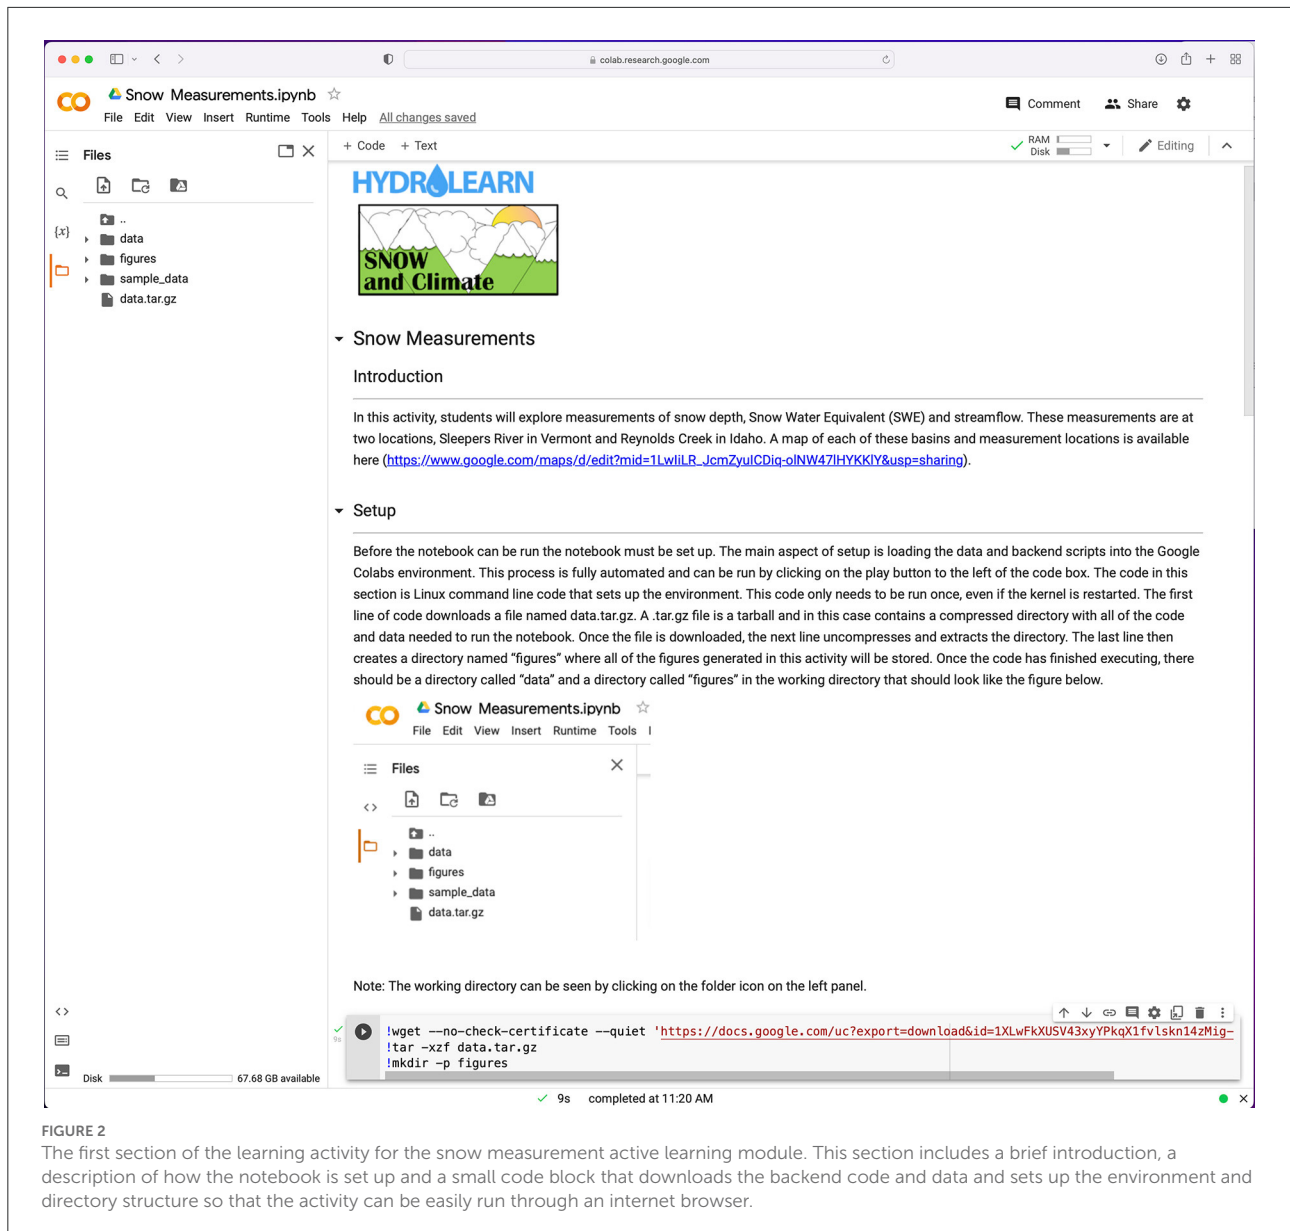 colab.research.google.com
Snow Measurements.ipynb
File Edit View Insert Runtime Tools Help All changes saved
Comment Share
Files
+ Code + Text
RAM
Disk
Editing
..
{x}
data
figures
sample_data
data.tar.gz
HYDROLEARN
SNOW
and Climate
Snow Measurements
Introduction
In this activity, students will explore measurements of snow depth, Snow Water Equivalent (SWE) and streamflow. These measurements are at
two locations, Sleepers River in Vermont and Reynolds Creek in Idaho. A map of each of these basins and measurement locations is available
here (https://www.google.com/maps/d/edit?mid=1LwIiLR_JcmZyuICDiq-olNW47lHYKKlY&usp=sharing).
Setup
Before the notebook can be run the notebook must be set up. The main aspect of setup is loading the data and backend scripts into the Google
Colabs environment. This process is fully automated and can be run by clicking on the play button to the left of the code box. The code in this
section is Linux command line code that sets up the environment. This code only needs to be run once, even if the kernel is restarted. The first
line of code downloads a file named data.tar.gz. A .tar.gz file is a tarball and in this case contains a compressed directory with all of the code
and data needed to run the notebook. Once the file is downloaded, the next line uncompresses and extracts the directory. The last line then
creates a directory named “figures” where all of the figures generated in this activity will be stored. Once the code has finished executing, there
should be a directory called “data” and a directory called “figures” in the working directory that should look like the figure below.
Snow Measurements.ipynb
File Edit View Insert Runtime Tools
Files
..
data
figures
sample_data
data.tar.gz
Note: The working directory can be seen by clicking on the folder icon on the left panel.
9s
!wget --no-check-certificate --quiet 'https://docs.google.com/uc?export=download&id=1XLwFkXUSV43xyYPkqX1fvlskn14zMig-
!tar -xzf data.tar.gz
!mkdir -p figures
Disk 67.68 GB available
9s completed at 11:20 AM
FIGURE 2
The first section of the learning activity for the snow measurement active learning module. This section includes a brief introduction, a
description of how the notebook is set up and a small code block that downloads the backend code and data and sets up the environment and
directory structure so that the activity can be easily run through an internet browser.